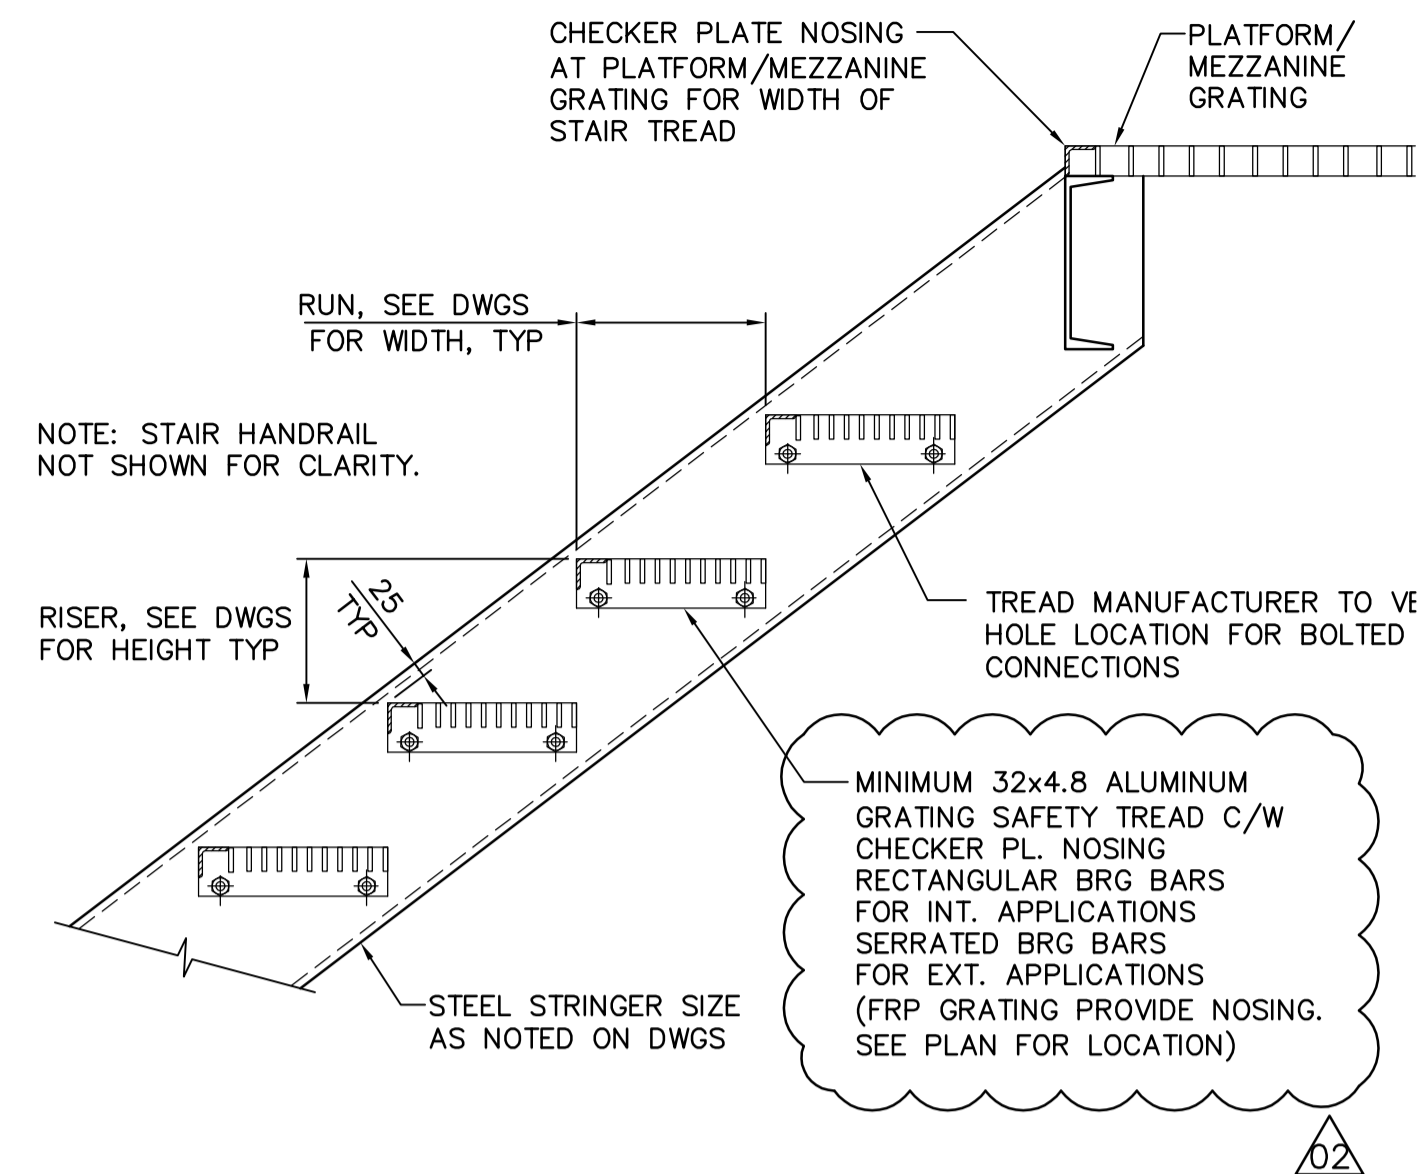 CHECKER PLATE NOSING
AT PLATFORM/MEZZANINE
GRATING FOR WIDTH OF
STAIR TREAD
PLATFORM/
MEZZANINE
GRATING
RUN, SEE DWGS
FOR WIDTH, TYP
NOTE: STAIR HANDRAIL
NOT SHOWN FOR CLARITY.
RISER, SEE DWGS
FOR HEIGHT TYP
25
TYP
TREAD MANUFACTURER TO
HOLE LOCATION FOR BOLTED
CONNECTIONS
MINIMUM 32x4.8 ALUMINUM
GRATING SAFETY TREAD C/W
CHECKER PL. NOSING
RECTANGULAR BRG BARS
FOR INT. APPLICATIONS
SERRATED BRG BARS
FOR EXT. APPLICATIONS
(FRP GRATING PROVIDE NOSING.
SEE PLAN FOR LOCATION)
STEEL STRINGER SIZE
AS NOTED ON DWGS
02